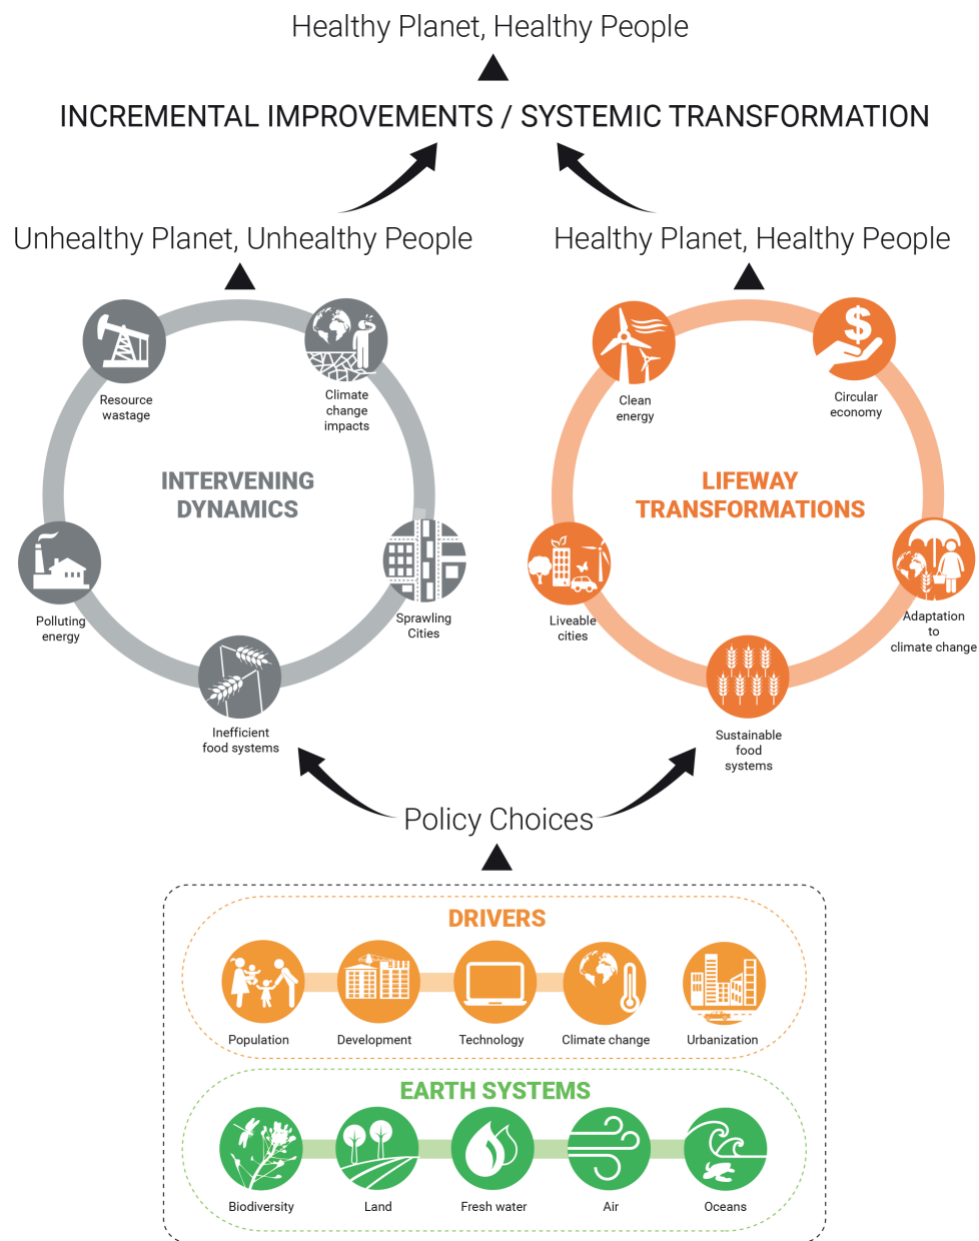 Healthy Planet, Healthy People
INCREMENTAL IMPROVEMENTS / SYSTEMIC TRANSFORMATION
Unhealthy Planet, Unhealthy People
Healthy Planet, Healthy People
Resource
wastage
Climate
change
impacts
INTERVENING
DYNAMICS
Polluting
energy
Sprawling
Cities
Inefficient
food systems
Clean
energy
$
Circular
economy
LIFEWAY
TRANSFORMATIONS
Liveable
cities
Adaptation
to
climate change
Sustainable
food
systems
Policy Choices
DRIVERS
Population
Development
Technology
Climate change
Urbanization
EARTH SYSTEMS
Biodiversity
Land
Fresh water
Air
Oceans